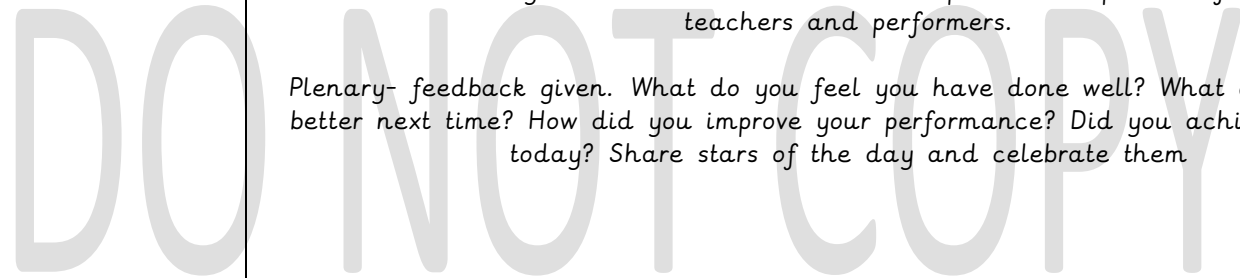 teachers and performers.
Plenary- feedback given. What do you feel you have done well? What
better next time? How did you improve your performance? Did you achi
today? Share stars of the day and celebrate them
DO NOT COPY